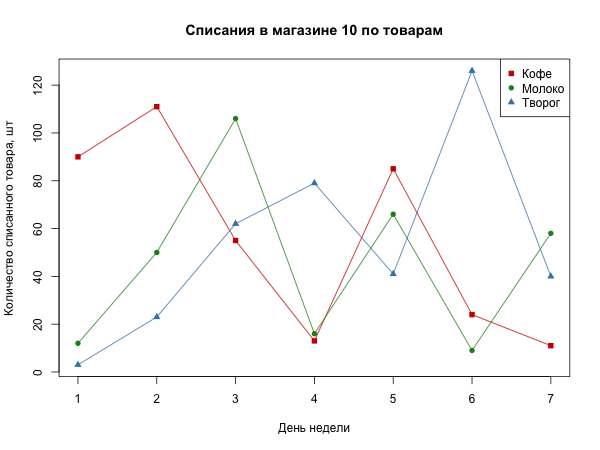 Списания в магазине 10 по товарам
Кофе
Молоко
Творог
Количество списанного товара, шт
120
100
80
60
40
20
0
1 2 3 4 5 6 7
День недели